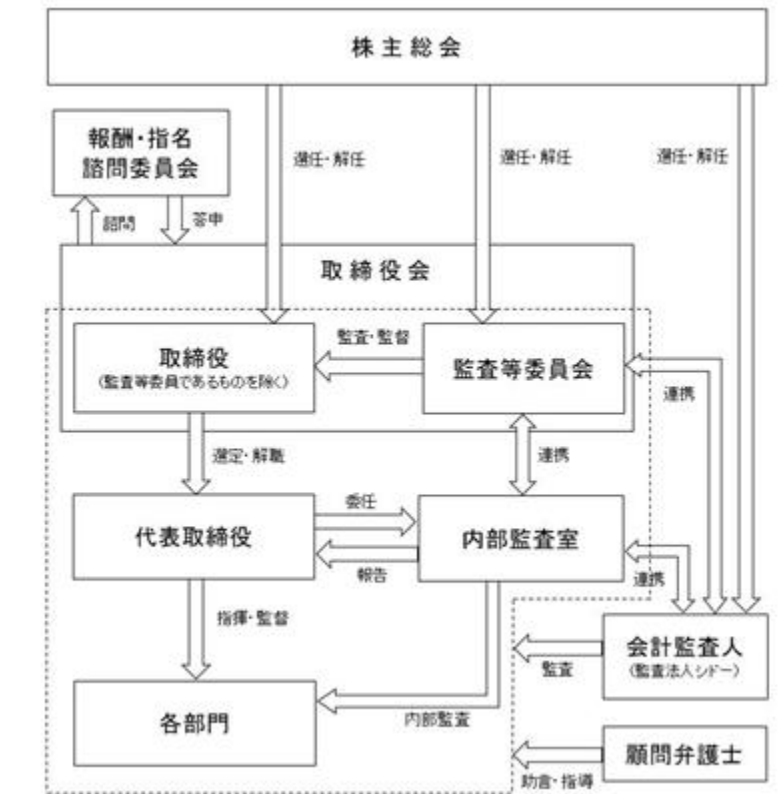 株主総会
報酬・指名
諮問委員会
選任・解任
選任・解任
選任・解任
諮問
答申
取締役会
取締役
（監査等委員であるものを除く）
監査・監督
監査等委員会
連携
選定・解職
連携
代表取締役
委任
報告
内部監査室
連携
指揮・監督
会計監査人
（監査法人シドー）
監査
各部門
内部監査
顧問弁護士
助言・指導